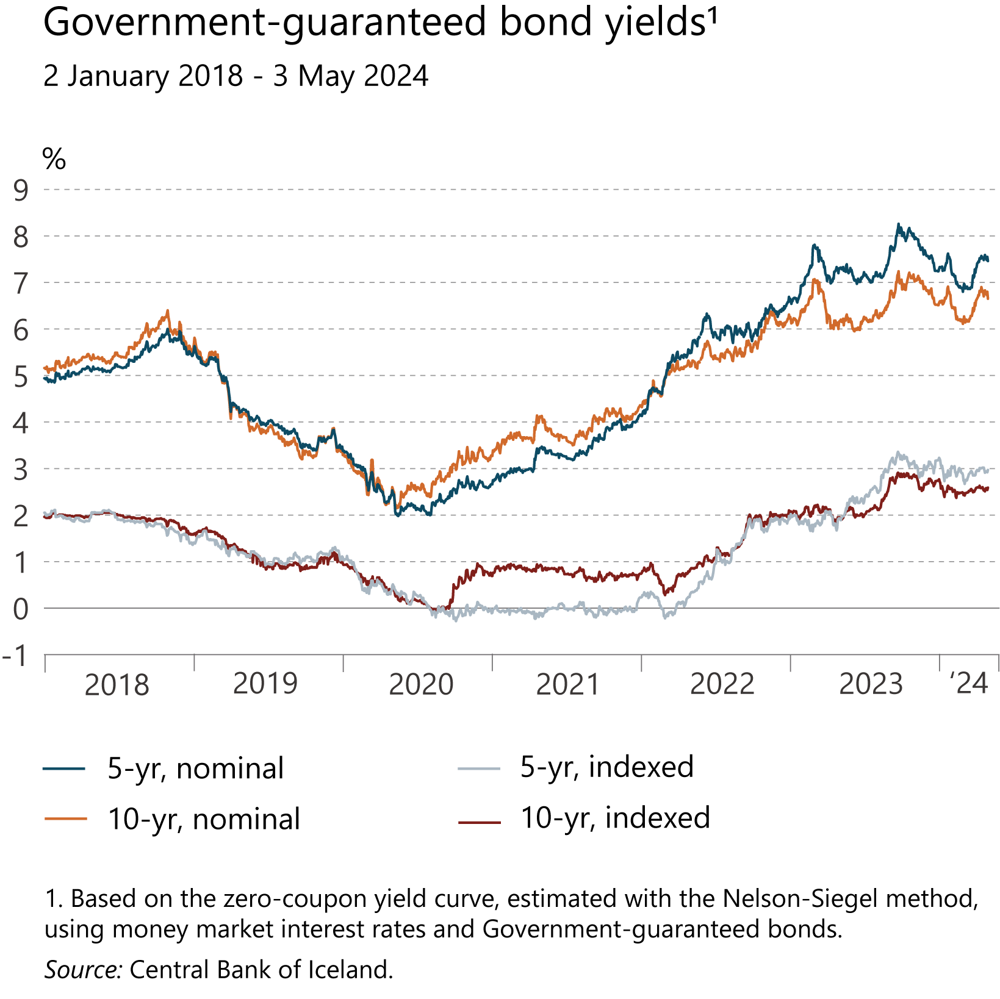 Government-guaranteed bond yields¹
2 January 2018 - 3 May 2024
%
9
8
7
6
5
4
3
2
1
0
-1
2018 2019 2020 2021 2022 2023 ‘24
5-yr, nominal 5-yr, indexed
10-yr, nominal 10-yr, indexed
1. Based on the zero-coupon yield curve, estimated with the Nelson-Siegel method,
using money market interest rates and Government-guaranteed bonds.
Source: Central Bank of Iceland.